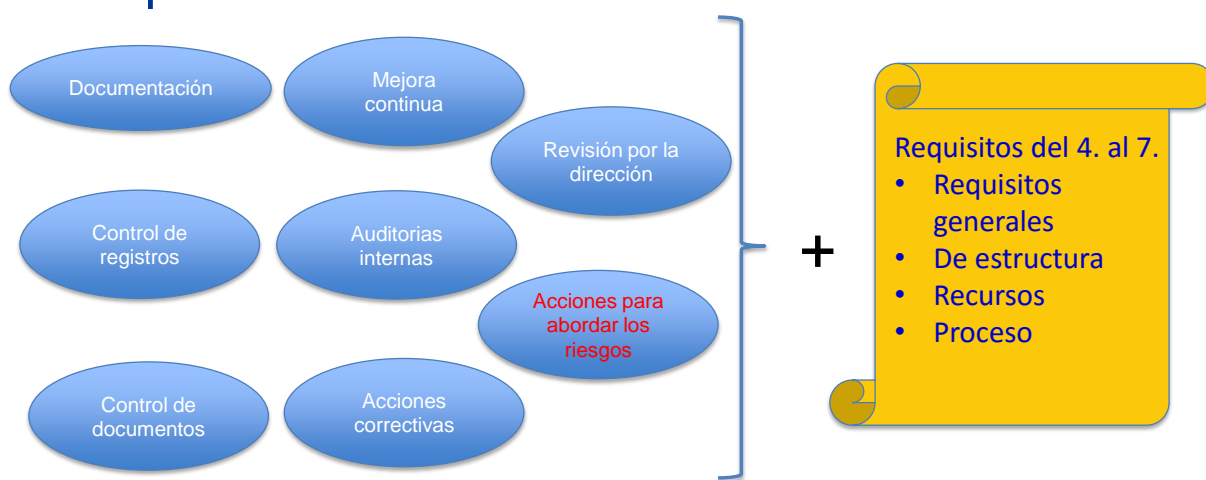 Documentación
Mejora
continua
Revisión por la
dirección
Control de
registros
Auditorias
internas
Acciones para
abordar los
riesgos
Control de
documentos
Acciones
correctivas
+
Requisitos del 4. al 7.
• Requisitos
generales
• De estructura
• Recursos
• Proceso